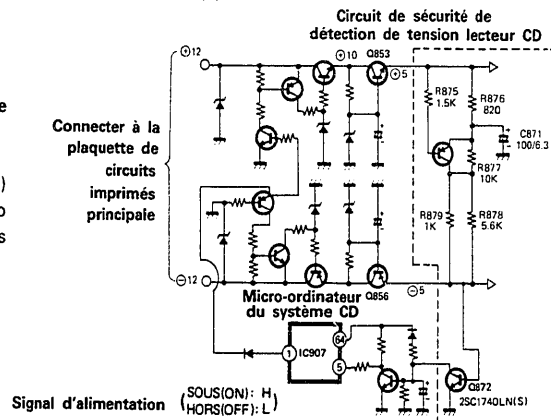 Circuit de sécurité de
détection de tension lecteur CD
⊕12
⊕10
Q853
⊕5
R875
1.5K
R876
820
C871
100/6.3
R877
10K
R879
1K
R878
5.6K
e
Connecter à la
plaquette de
circuits
imprimés
principale
)
o
s
⊖12
Micro-ordinateur
du système CD
Q856
⊖5
1
IC907
64
5
Q872
2SC1740LN(S)
Signal d'alimentation (SOUS(ON): H
HORS(OFF): L)